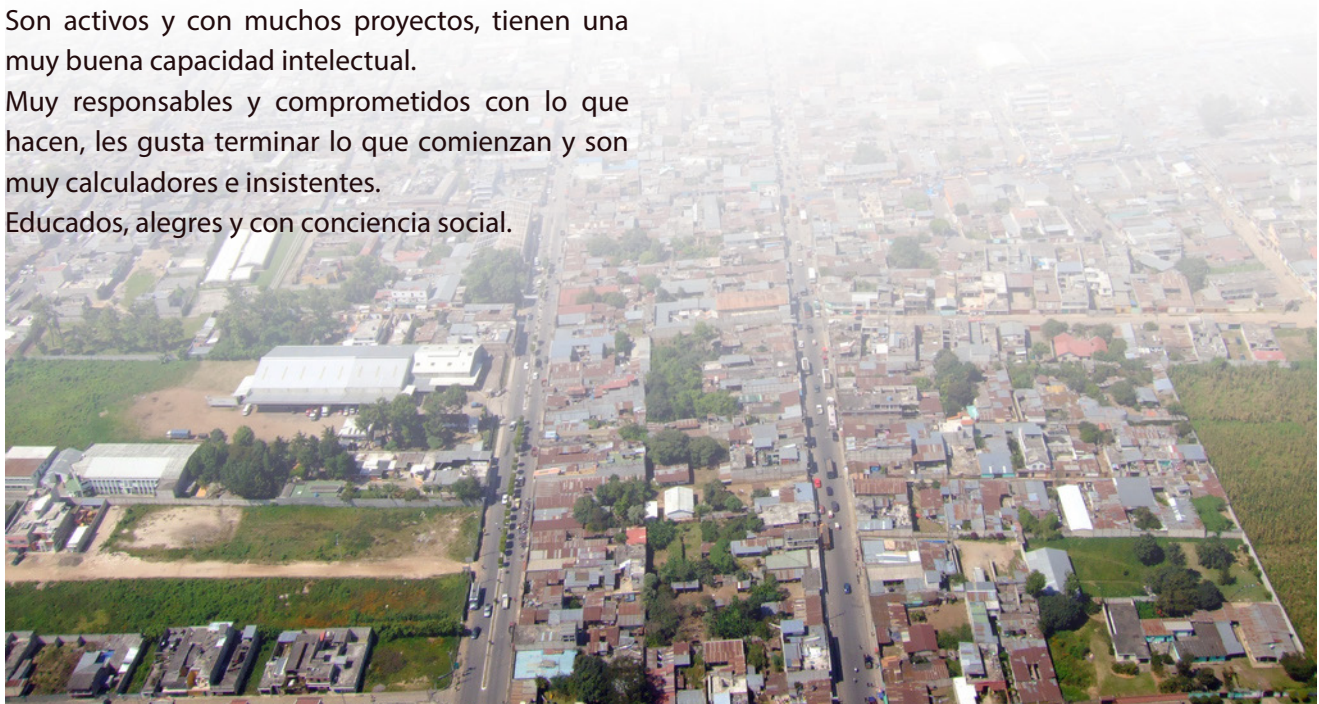 Son activos y con muchos proyectos, tienen una
muy buena capacidad intelectual.
Muy responsables y comprometidos con lo que
hacen, les gusta terminar lo que comienzan y son
muy calculadores e insistentes.
Educados, alegres y con conciencia social.